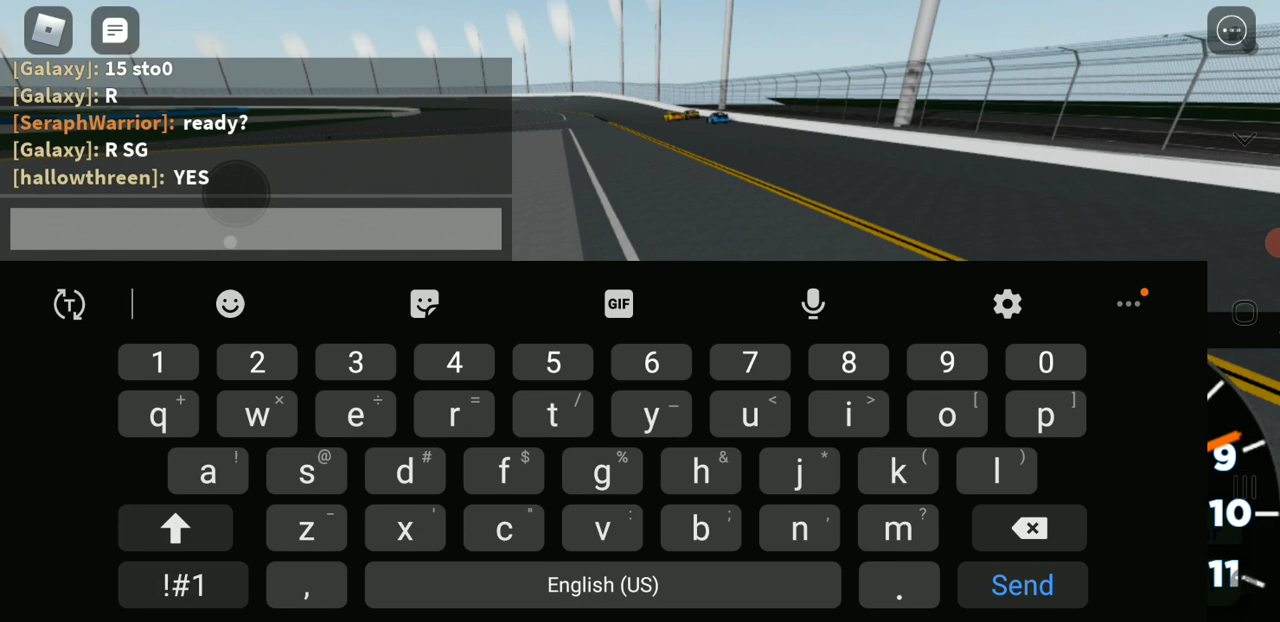 [Galaxy]: 15 sto0
[Galaxy]: R
[SeraphWarrior]: ready?
[Galaxy]: R SG
[hallowthreen]: YES
T GIF
1 2 3 4 5 6 7 8 9 0
+ × ÷ = / _ < > [ ]
q w e r t y u i o p
! @ # $ % & * ( )
a s d f g h j k l
- ' " : ; , ?
z x c v b n m
!#1 , English (US) . Send
9
10
11